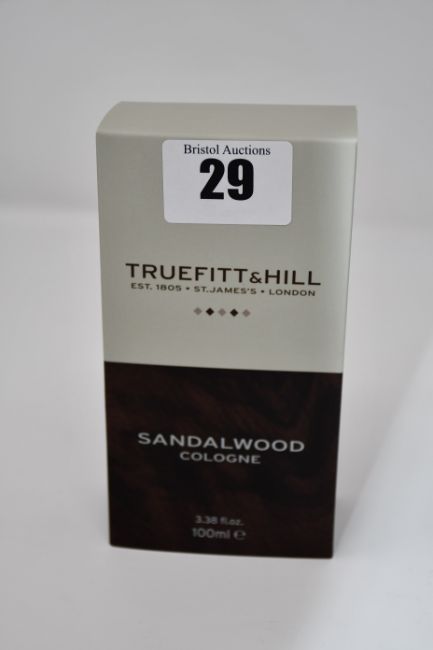 Bristol Auctions
29
TRUEFITT&HILL
EST. 1805 • ST.JAMES'S • LONDON
SANDALWOOD
COLOGNE
3.38 fl.oz.
100ml ℮